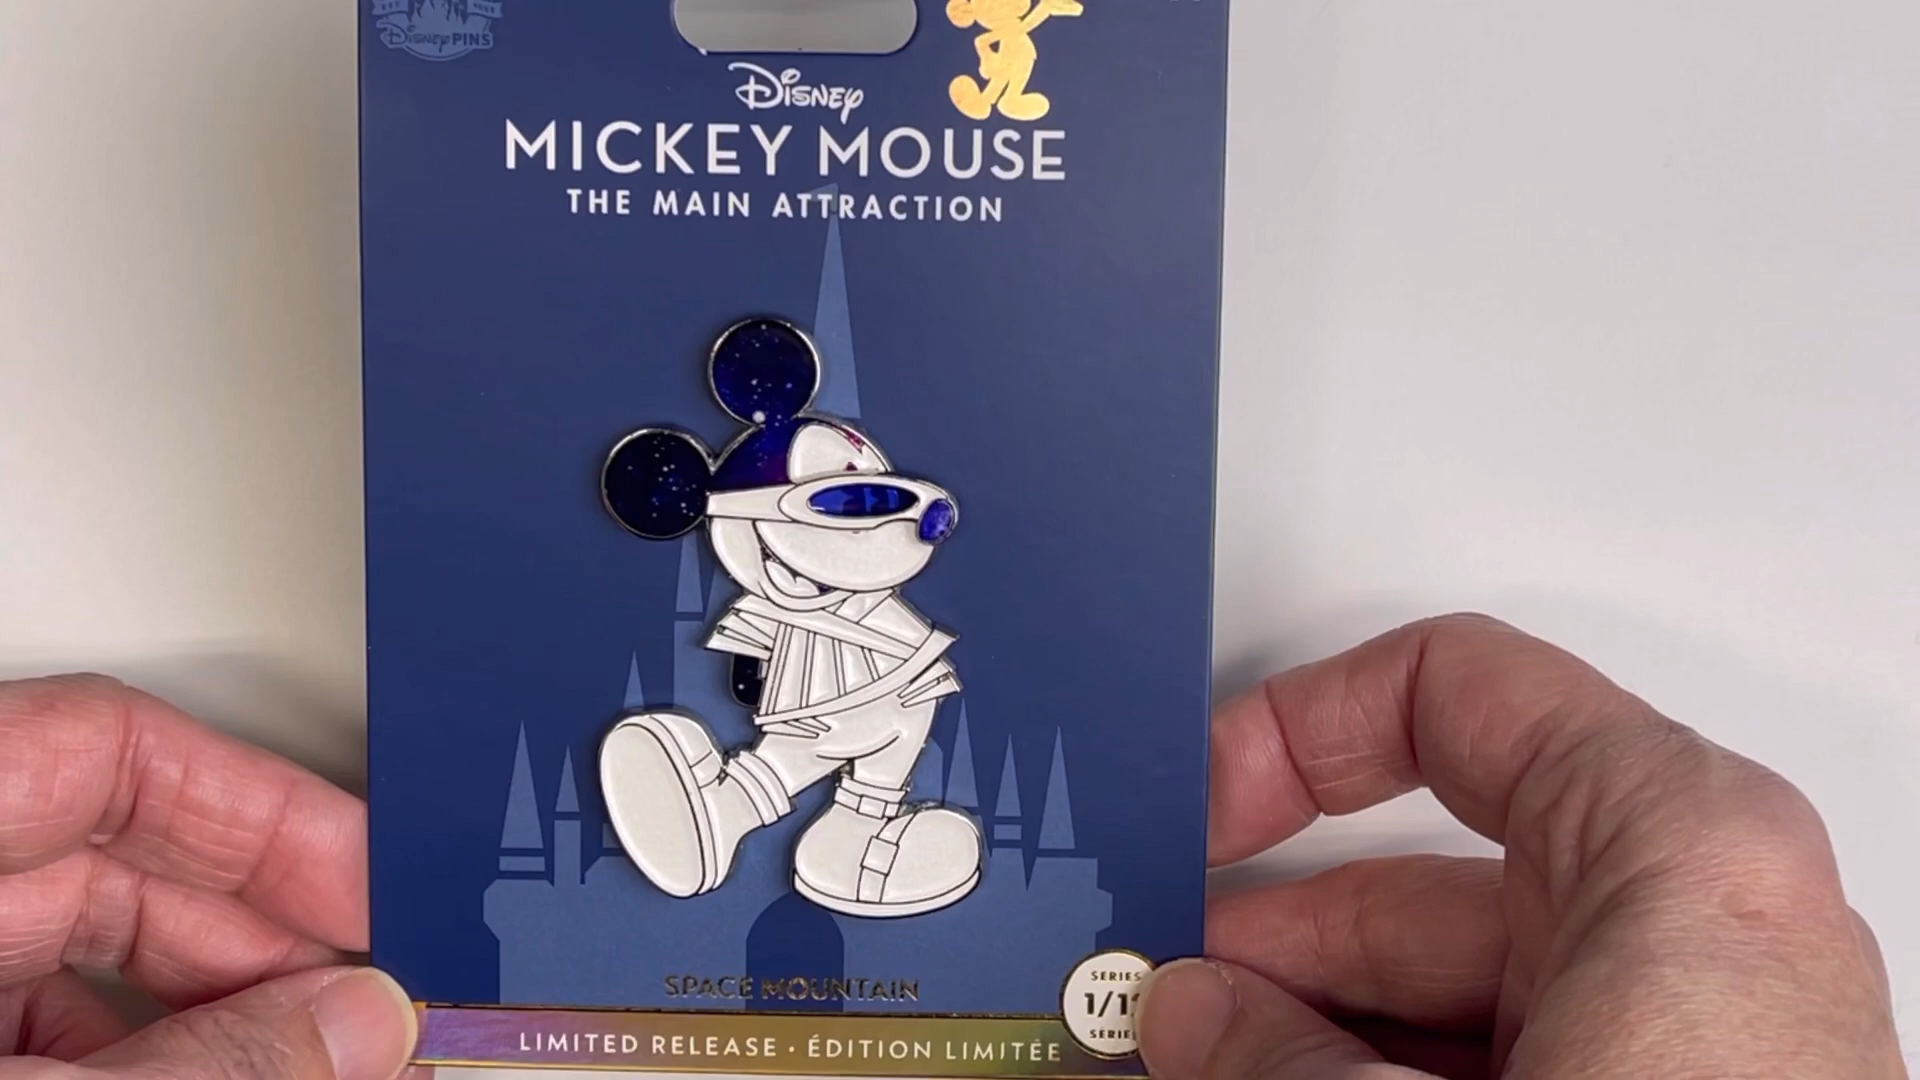 Disney PINS
Disney
MICKEY MOUSE
THE MAIN ATTRACTION
SPACE MOUNTAIN
LIMITED RELEASE • ÉDITION LIMITÉE
SERIES